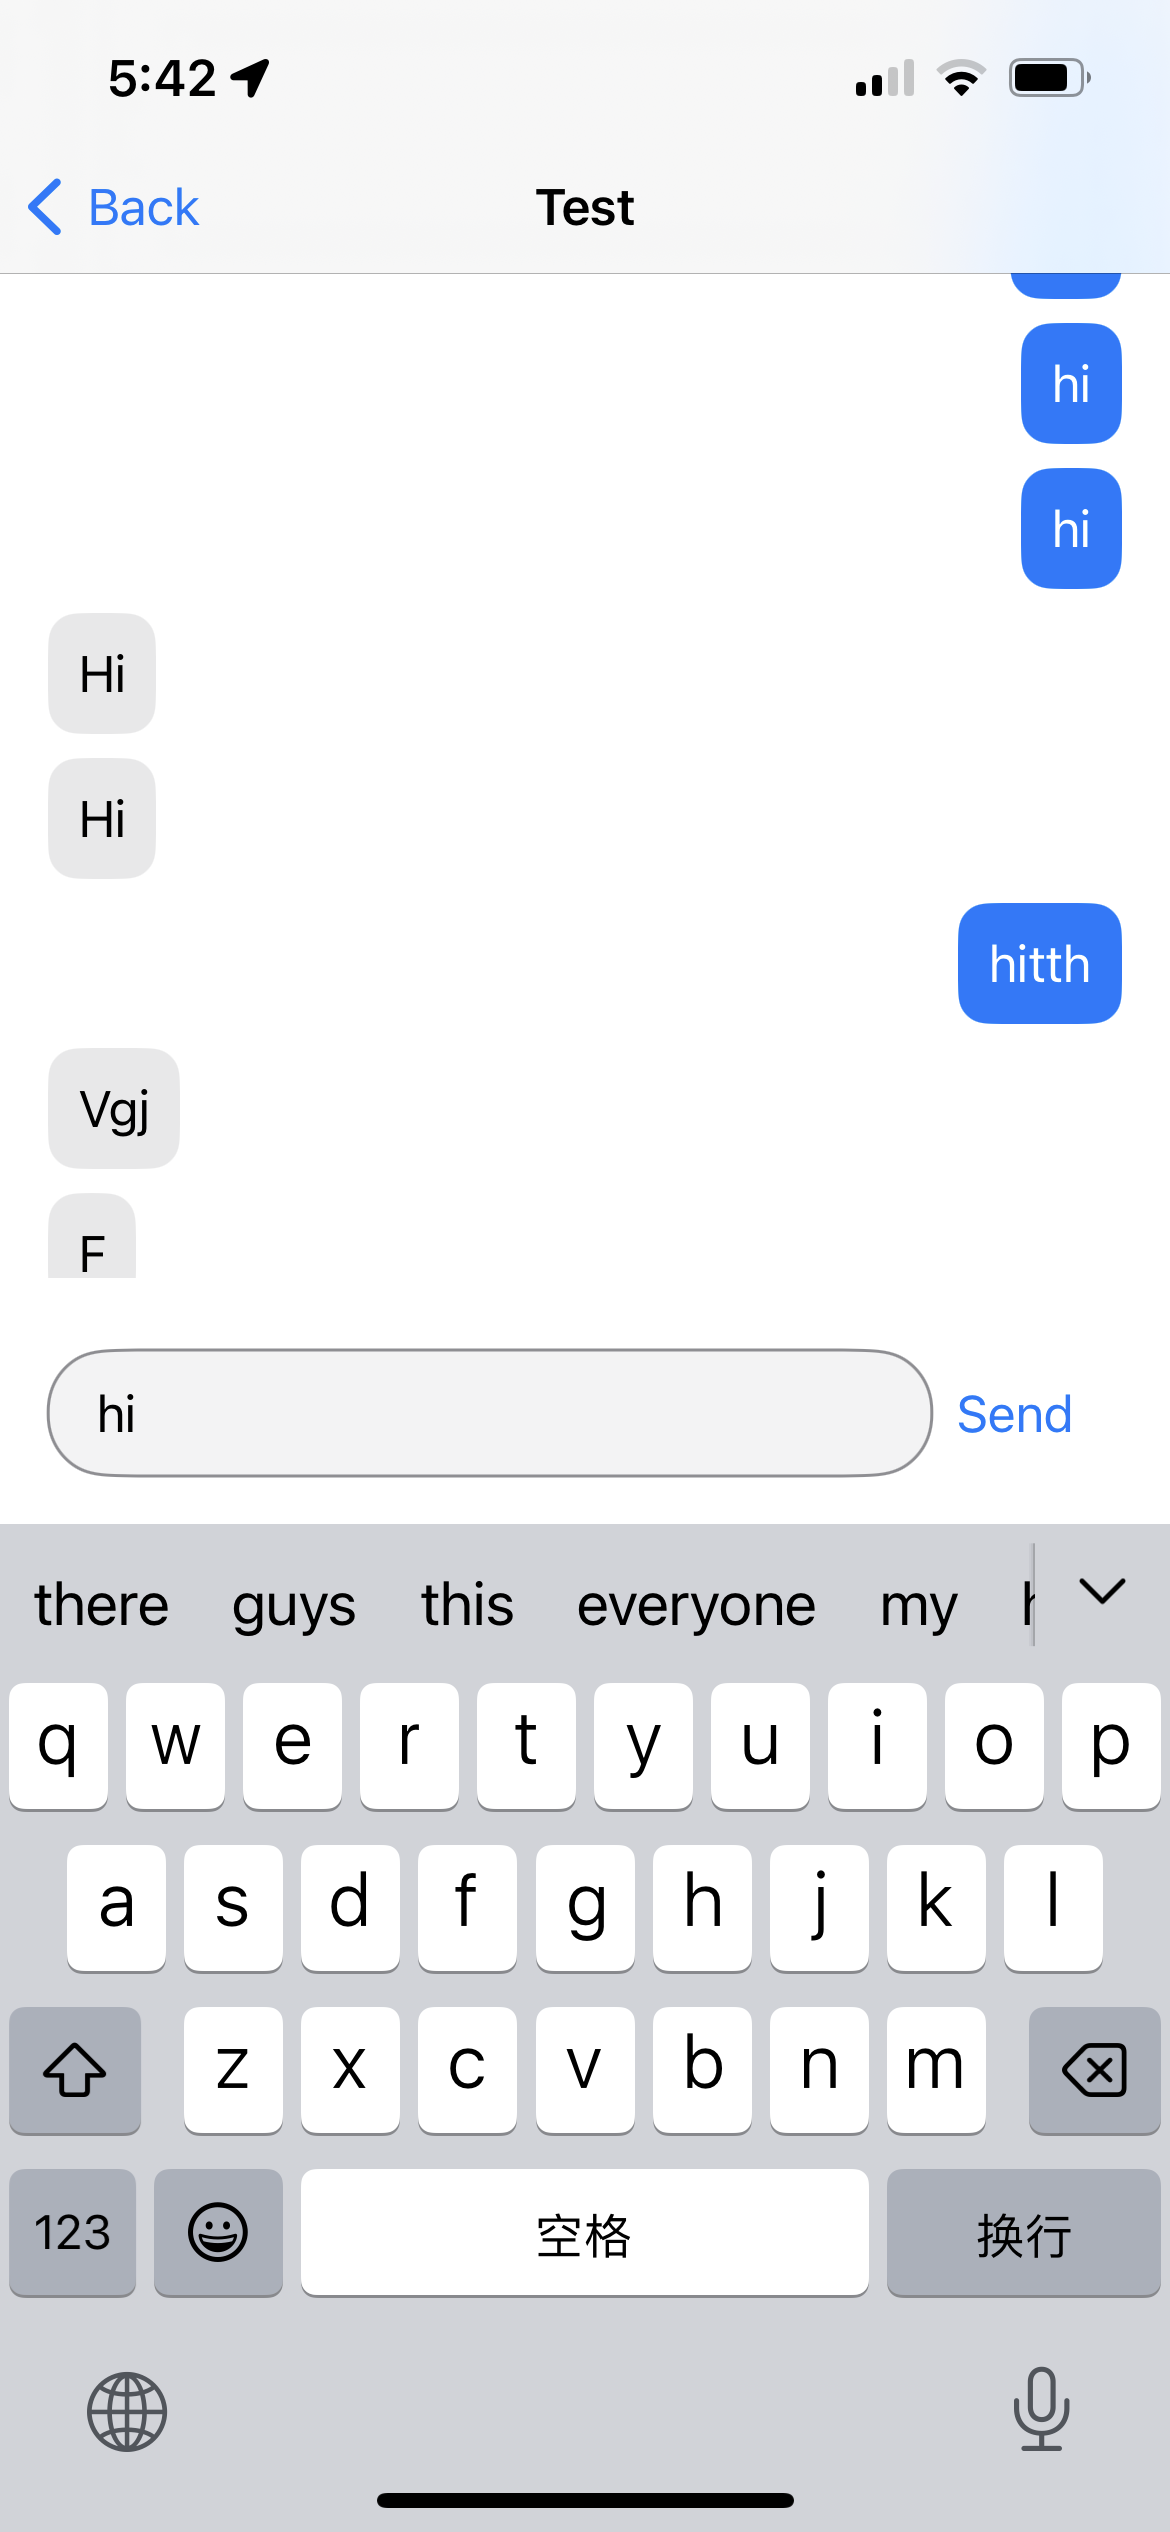 5:42
Back Test
hi
hi
Hi
Hi
hitth
Vgj
F
hi Send
there guys this everyone my
q w e r t y u i o p
a s d f g h j k l
z x c v b n m
123 空格 换行